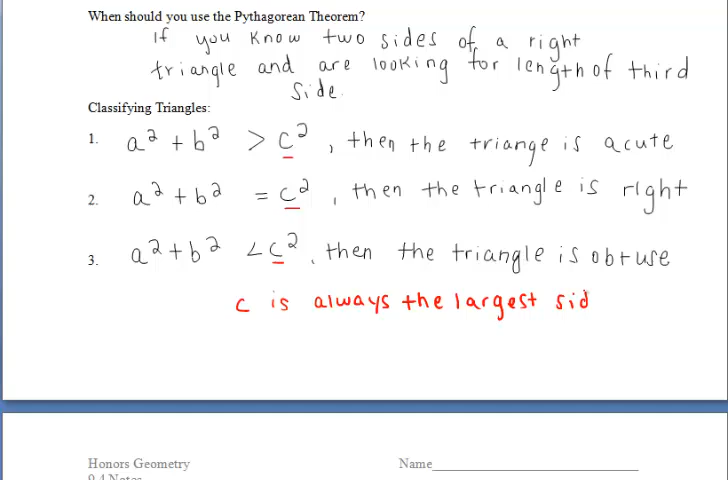 When should you use the Pythagorean Theorem?
If you know two sides of a right
triangle and are looking for length of third
side.
Classifying Triangles:
1. a² + b² > c², then the triange is acute
2. a² + b² = c², then the triangle is right
3. a² + b² < c², then the triangle is obtuse
c is always the largest sid
Honors Geometry Name
9.4 Notes